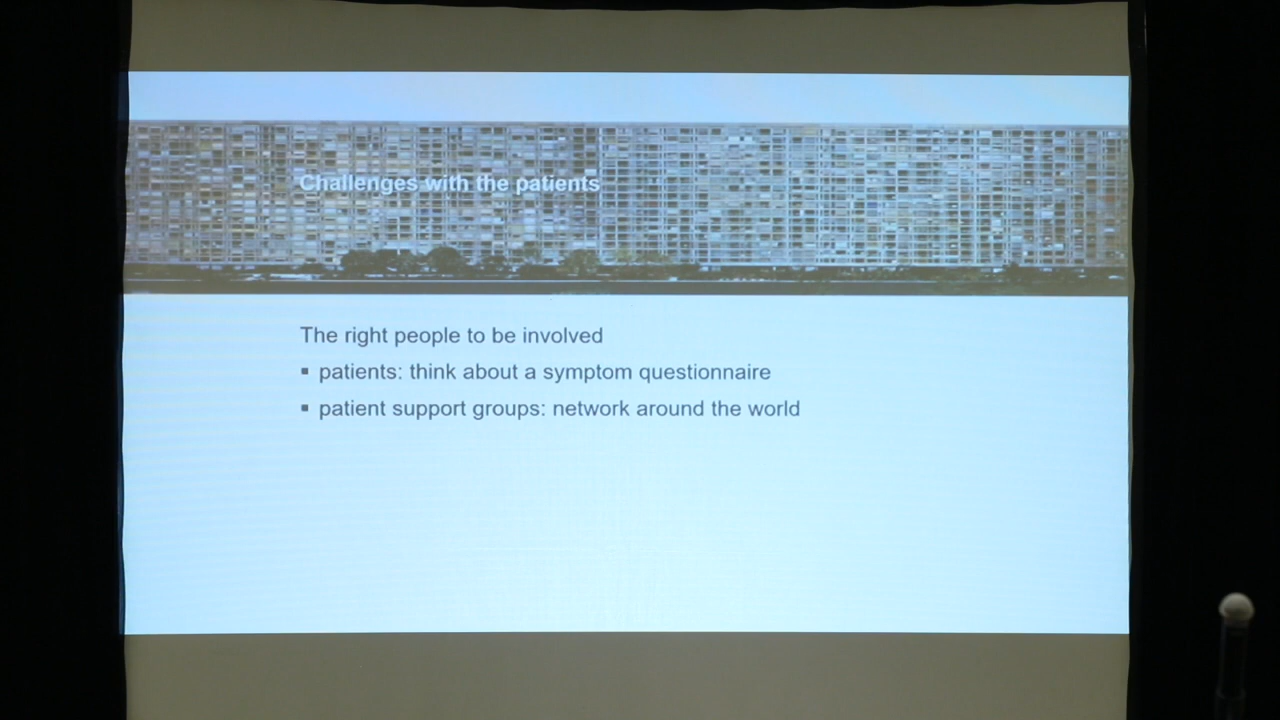 Challenges with the patients
The right people to be involved
▪ patients: think about a symptom questionnaire
▪ patient support groups: network around the world